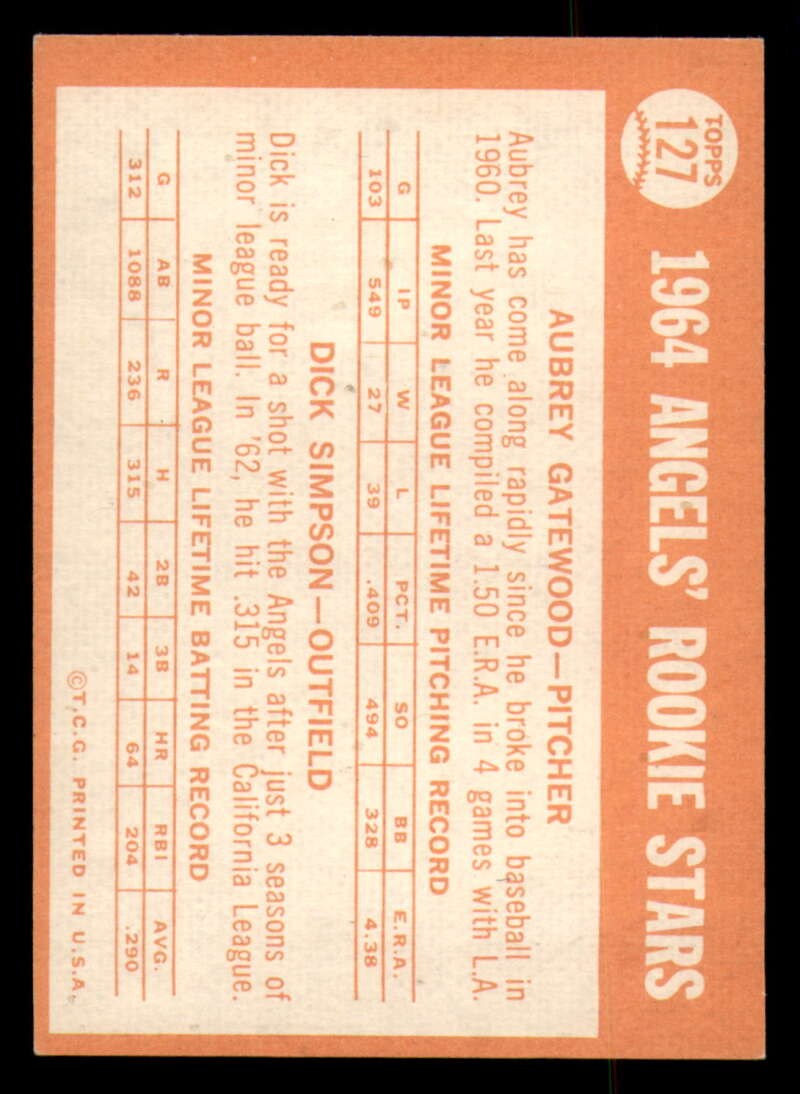 TOPPS
127
1964 ANGELS' ROOKIE STARS
AUBREY GATEWOOD—PITCHER
Aubrey has come along rapidly since he broke into baseball in
1960. Last year he compiled a 1.50 E.R.A. in 4 games with L.A.
MINOR LEAGUE LIFETIME PITCHING RECORD
G IP W L PCT. SO BB E.R.A.
103 549 27 39 .409 494 328 4.38
DICK SIMPSON—OUTFIELD
Dick is ready for a shot with the Angels after just 3 seasons of
minor league ball. In '62, he hit .315 in the California League.
MINOR LEAGUE LIFETIME BATTING RECORD
G AB R H 2B 3B HR RBI AVG.
312 1088 236 315 42 14 64 204 .290
©T.C.G. PRINTED IN U.S.A.